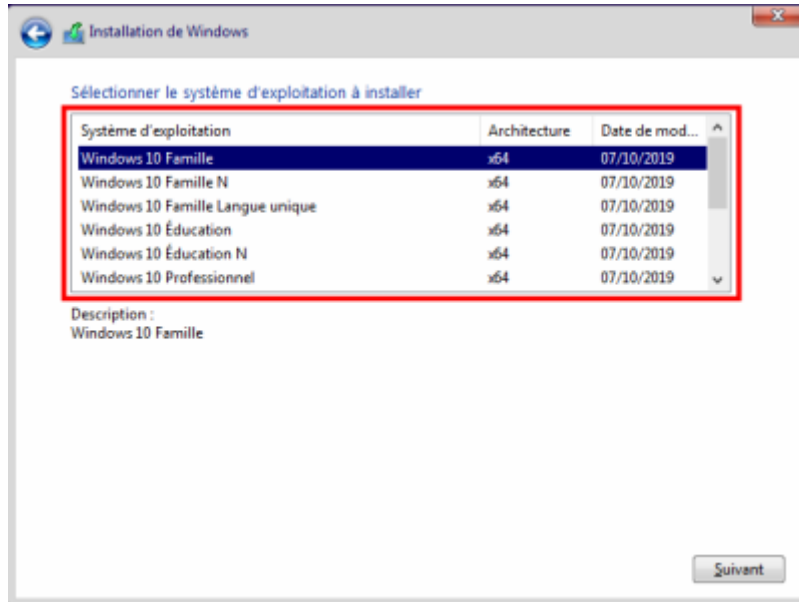 Installation de Windows
Sélectionner le système d'exploitation à installer
Système d'exploitation Architecture Date de mod...
Windows 10 Famille x64 07/10/2019
Windows 10 Famille N x64 07/10/2019
Windows 10 Famille Langue unique x64 07/10/2019
Windows 10 Éducation x64 07/10/2019
Windows 10 Éducation N x64 07/10/2019
Windows 10 Professionnel x64 07/10/2019
Description :
Windows 10 Famille
Suivant